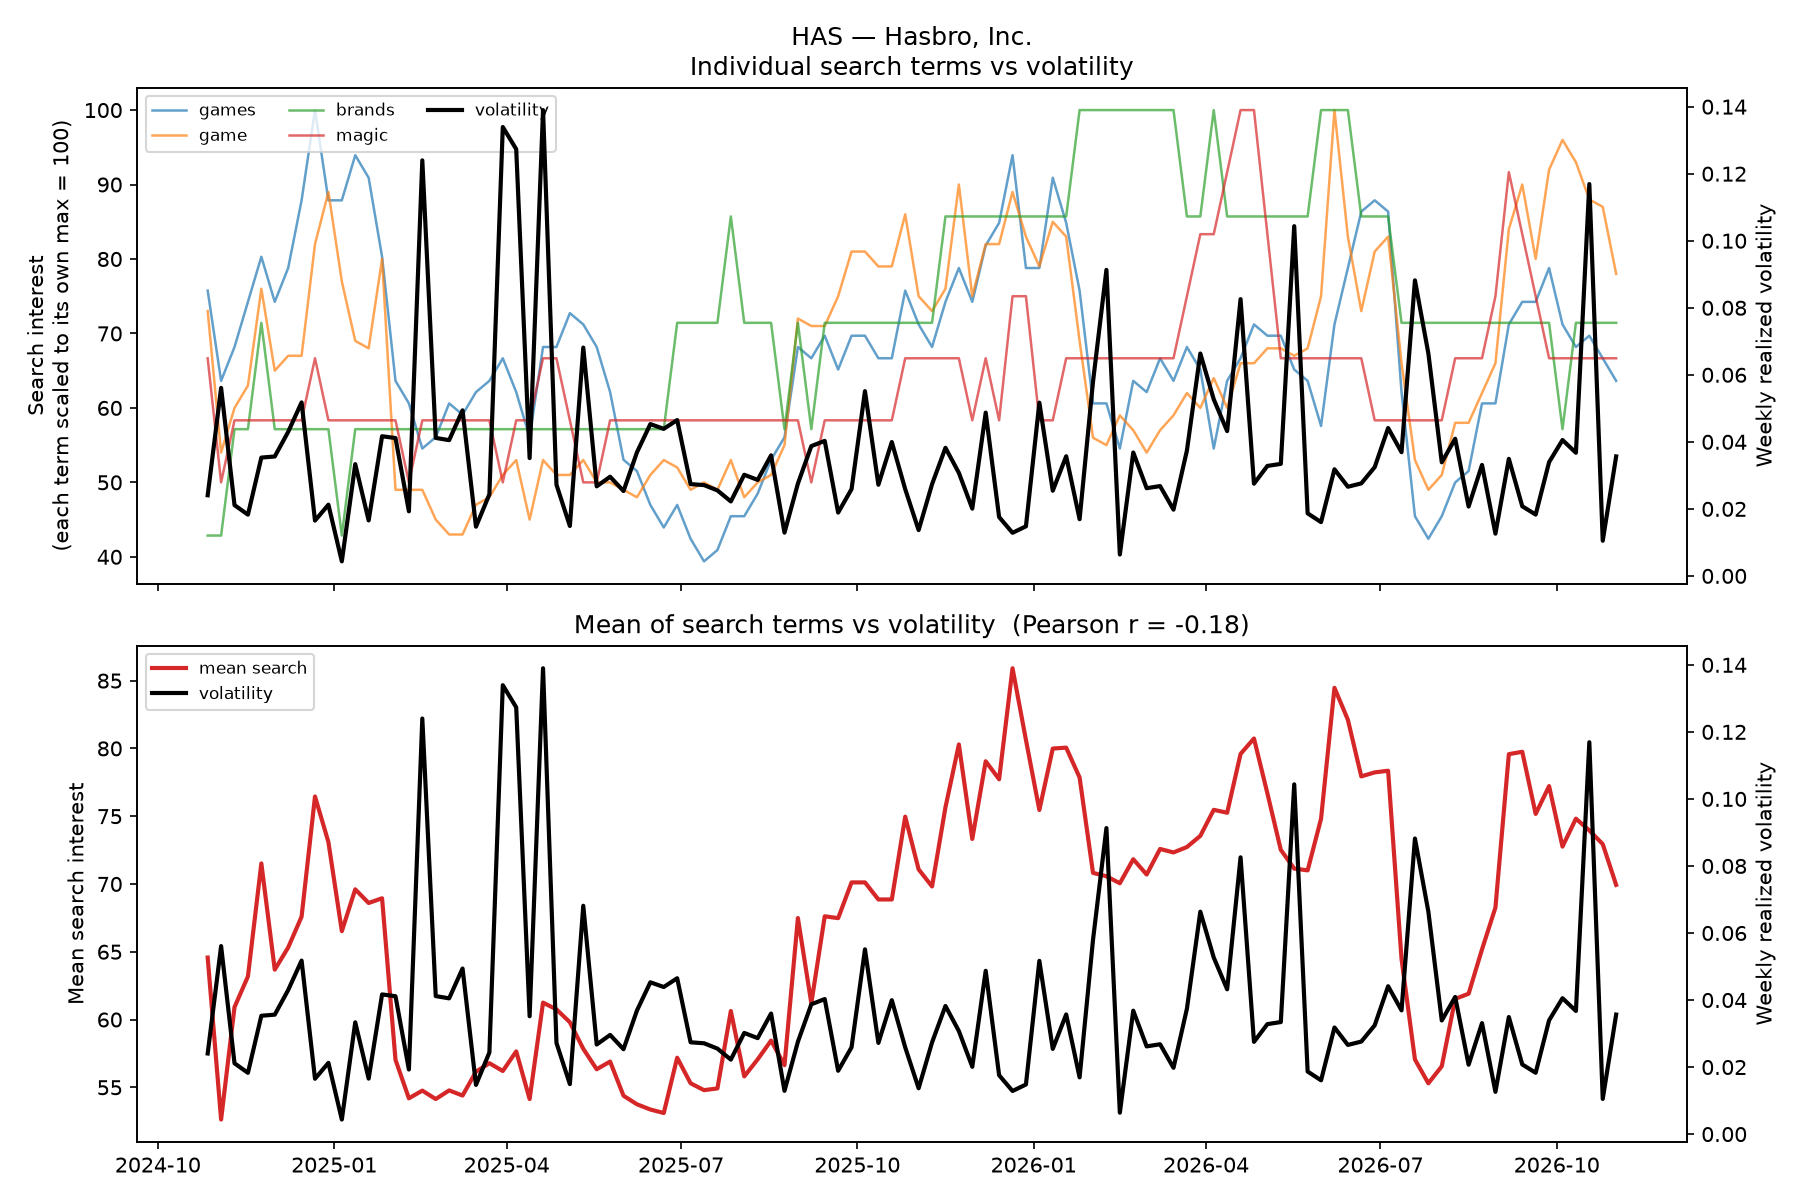 HAS — Hasbro, Inc.
Individual search terms vs volatility
games
game
brands
magic
volatility
Search interest
(each term scaled to its own max = 100)
100
90
80
70
60
50
40
0.14
0.12
0.10
0.08
0.06
0.04
0.02
0.00
Weekly realized volatility
Mean of search terms vs volatility (Pearson r = -0.18)
mean search
volatility
Mean search interest
85
80
75
70
65
60
55
0.14
0.12
0.10
0.08
0.06
0.04
0.02
0.00
Weekly realized volatility
2024-10
2025-01
2025-04
2025-07
2025-10
2026-01
2026-04
2026-07
2026-10